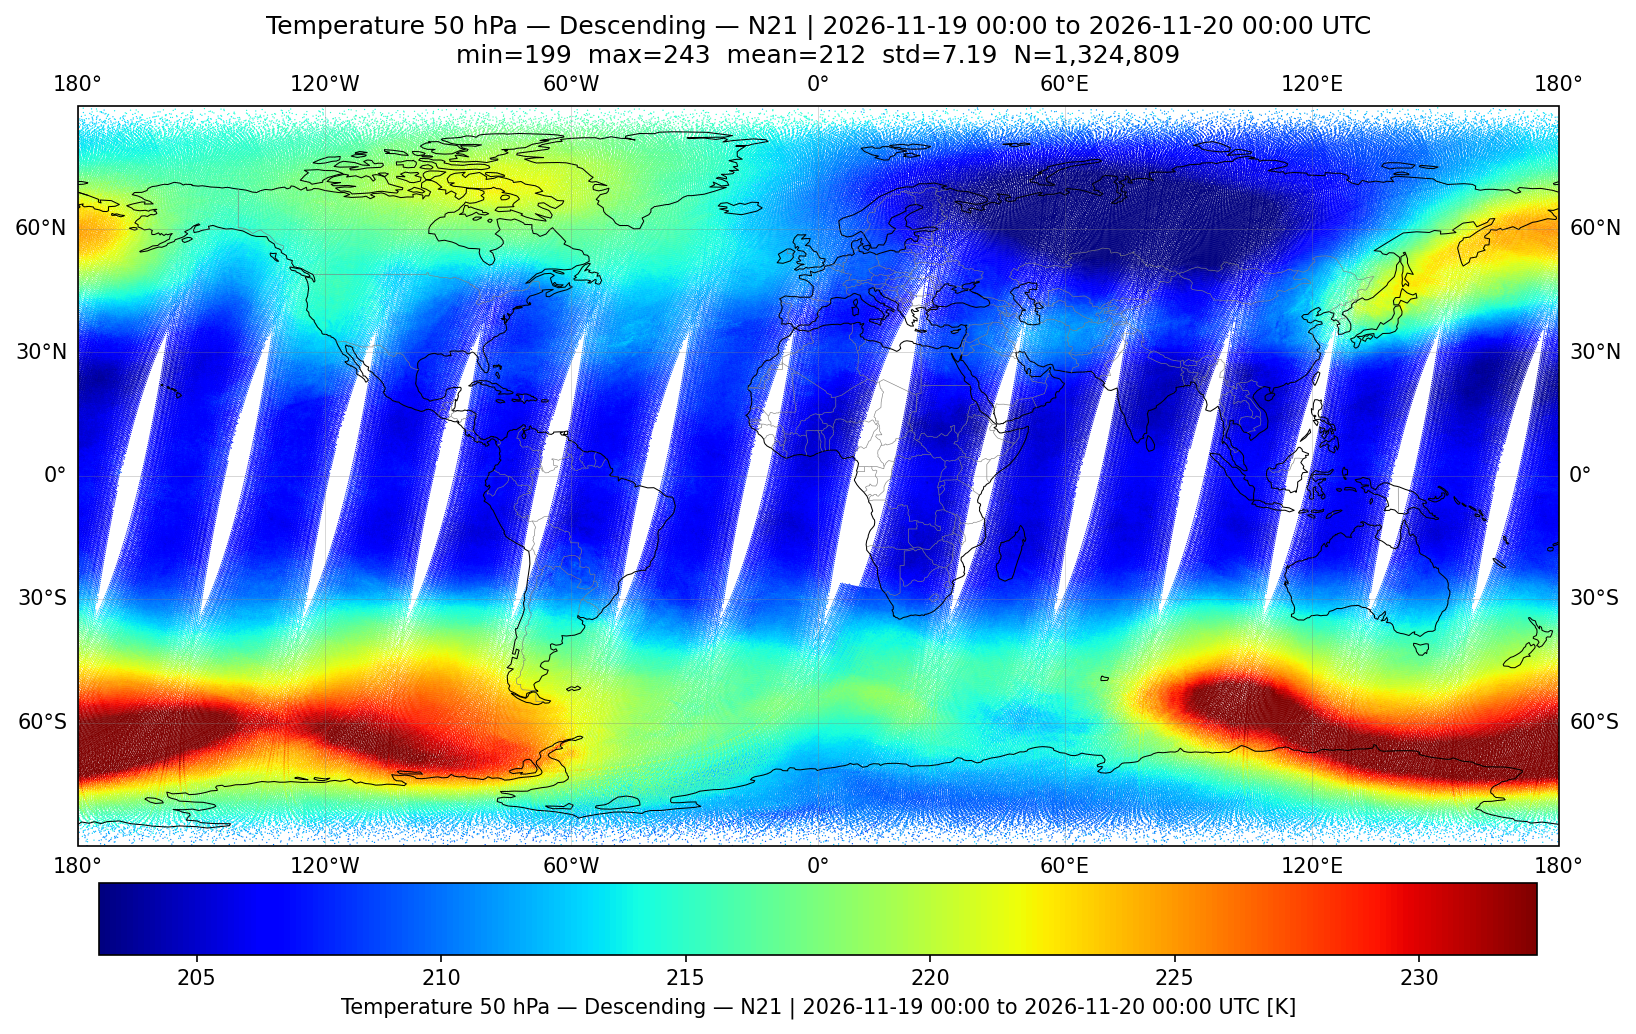 Temperature 50 hPa — Descending — N21 | 2026-11-19 00:00 to 2026-11-20 00:00 UTC
min=199  max=243  mean=212  std=7.19  N=1,324,809
180° 120°W 60°W 0° 60°E 120°E 180°
60°N 60°N
30°N 30°N
0° 0°
30°S 30°S
60°S 60°S
180° 120°W 60°W 0° 60°E 120°E 180°
205 210 215 220 225 230
Temperature 50 hPa — Descending — N21 | 2026-11-19 00:00 to 2026-11-20 00:00 UTC [K]